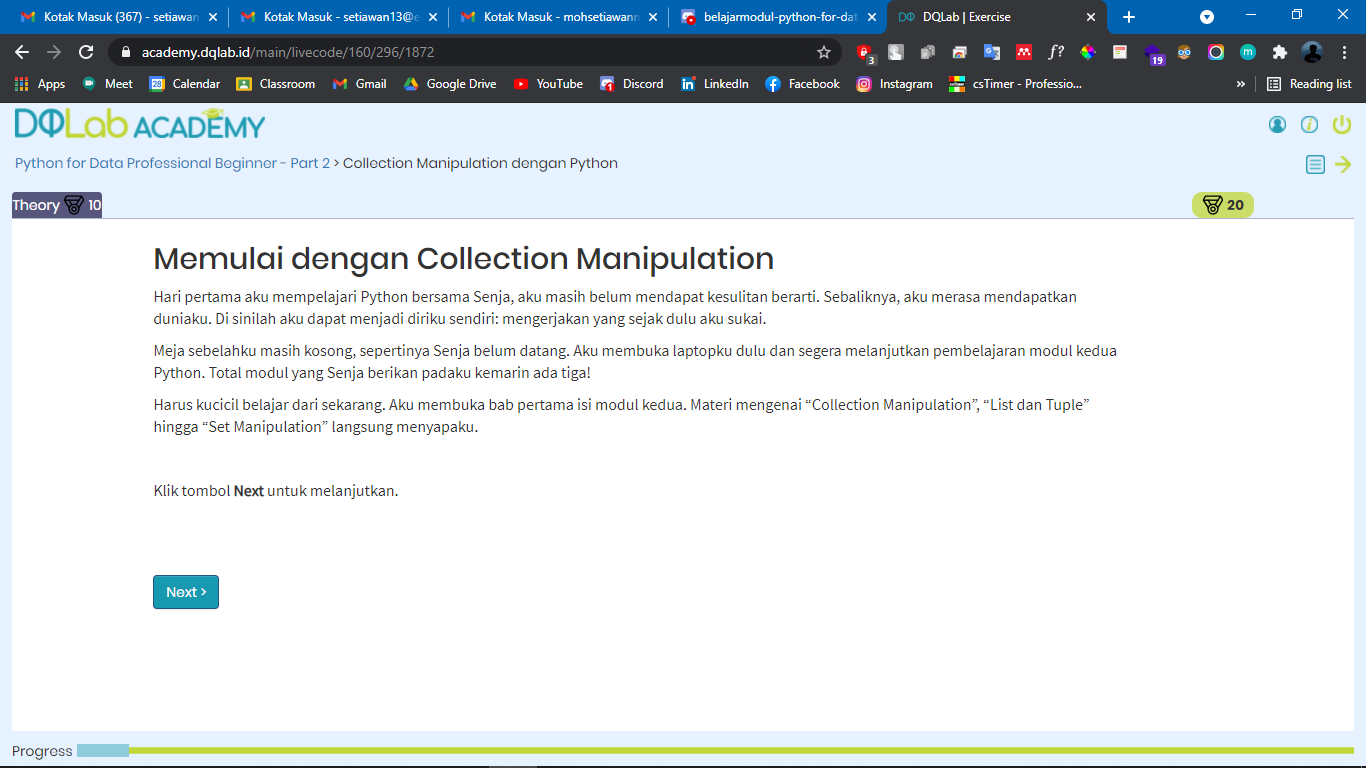 Kotak Masuk (367) - setiawan
Kotak Masuk - setiawan13@e
Kotak Masuk - mohsetiawann
belajarmodul-python-for-dat
DQLab | Exercise
academy.dqlab.id/main/livecode/160/296/1872
3
f?
19
m
Apps
Meet
28
Calendar
Classroom
Gmail
Google Drive
YouTube
1
Discord
LinkedIn
Facebook
Instagram
csTimer - Professio...
»
Reading list
DQLab ACADEMY
Python for Data Professional Beginner - Part 2 > Collection Manipulation dengan Python
Theory 10
20
Memulai dengan Collection Manipulation
Hari pertama aku mempelajari Python bersama Senja, aku masih belum mendapat kesulitan berarti. Sebaliknya, aku merasa mendapatkan
duniaku. Di sinilah aku dapat menjadi diriku sendiri: mengerjakan yang sejak dulu aku sukai.
Meja sebelahku masih kosong, sepertinya Senja belum datang. Aku membuka laptopku dulu dan segera melanjutkan pembelajaran modul kedua
Python. Total modul yang Senja berikan padaku kemarin ada tiga!
Harus kucicil belajar dari sekarang. Aku membuka bab pertama isi modul kedua. Materi mengenai “Collection Manipulation”, “List dan Tuple”
hingga “Set Manipulation” langsung menyapaku.
Klik tombol Next untuk melanjutkan.
Next >
Progress